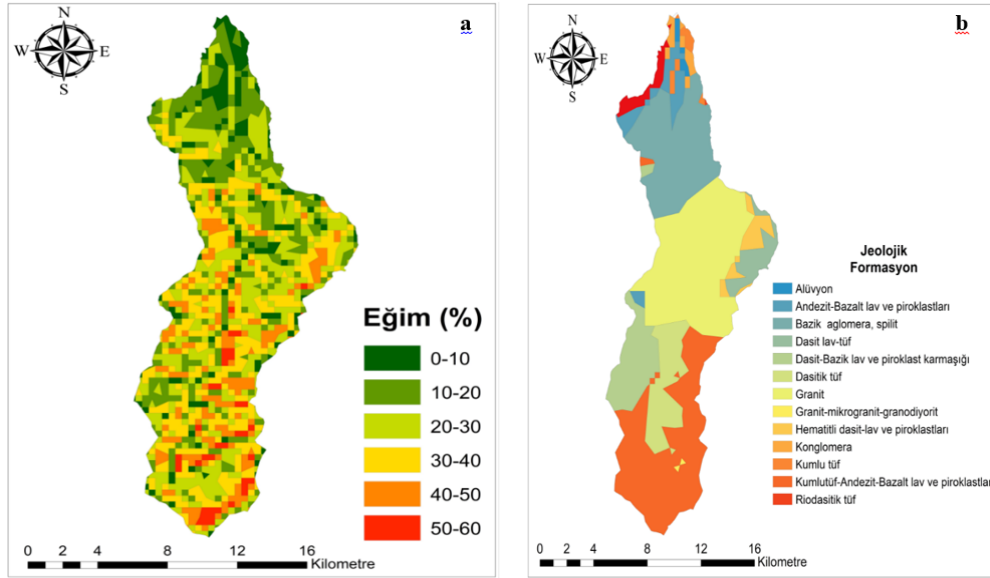 a
N
W E
S
Eğim (%)
0-10
10-20
20-30
30-40
40-50
50-60
0 2 4 8 12 16
Kilometre
b
N
W E
S
Jeolojik
Formasyon
Alüvyon
Andezit-Bazalt lav ve piroklastları
Bazik aglomera, spilit
Dasit lav-tüf
Dasit-Bazik lav ve piroklast karmaşığı
Dasitik tüf
Granit
Granit-mikrogranit-granodiyorit
Hematitli dasit-lav ve piroklastları
Konglomera
Kumlu tüf
Kumlutüf-Andezit-Bazalt lav ve piroklastlar
Riodasitik tüf
0 2 4 8 12 16
Kilometre